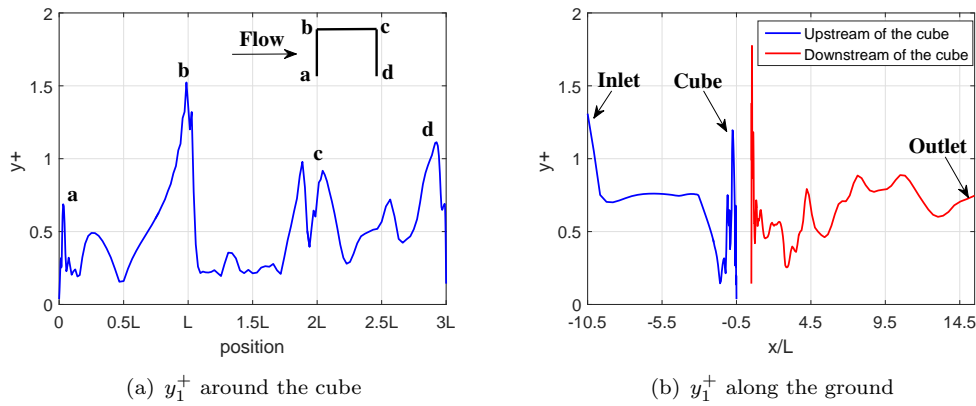 2
1.5
1
0.5
0
y+
0
0.5L
L
1.5L
2L
2.5L
3L
position
Flow
a
b
c
d
a
b
c
d
(a) y₁⁺ around the cube
2
1.5
1
0.5
0
y+
-10.5
-5.5
-0.5
4.5
9.5
14.5
x/L
Upstream of the cube
Downstream of the cube
Inlet
Cube
Outlet
(b) y₁⁺ along the ground